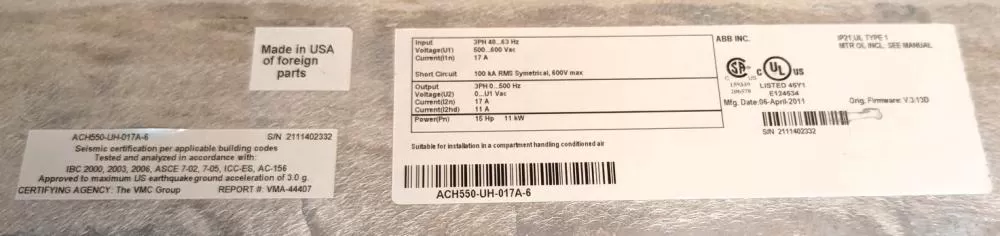 Made in USA
of foreign
parts
ACH550-UH-017A-6 S/N 2111402332
Seismic certification per applicable building codes
Tested and analyzed in accordance with:
IBC 2000, 2003, 2006, ASCE 7-02, 7-05, ICC-ES, AC-156
Approved to maximum US earthquake ground acceleration of 3.0 g.
CERTIFYING AGENCY: The VMC Group REPORT #: VMA-44407
Input 3PH 48...63 Hz
Voltage(U1) 500...600 Vac
Current(I1n) 17 A
Short Circuit 100 kA RMS Symetrical, 600V max
Output 3PH 0...500 Hz
Voltage(U2) 0...U1 Vac
Current(I2n) 17 A
Current(I2hd) 11 A
Power(Pn) 15 Hp 11 kW
Suitable for installation in a compartment handling conditioned air
ACH550-UH-017A-6
ABB INC. IP21;UL TYPE 1
MTR OL INCL. SEE MANUAL
C SA US
C UL US
LISTED 45Y1
E124534
Mfg. Date:06-April-2011 Orig. Firmware: V.3.13D
S/N 2111402332